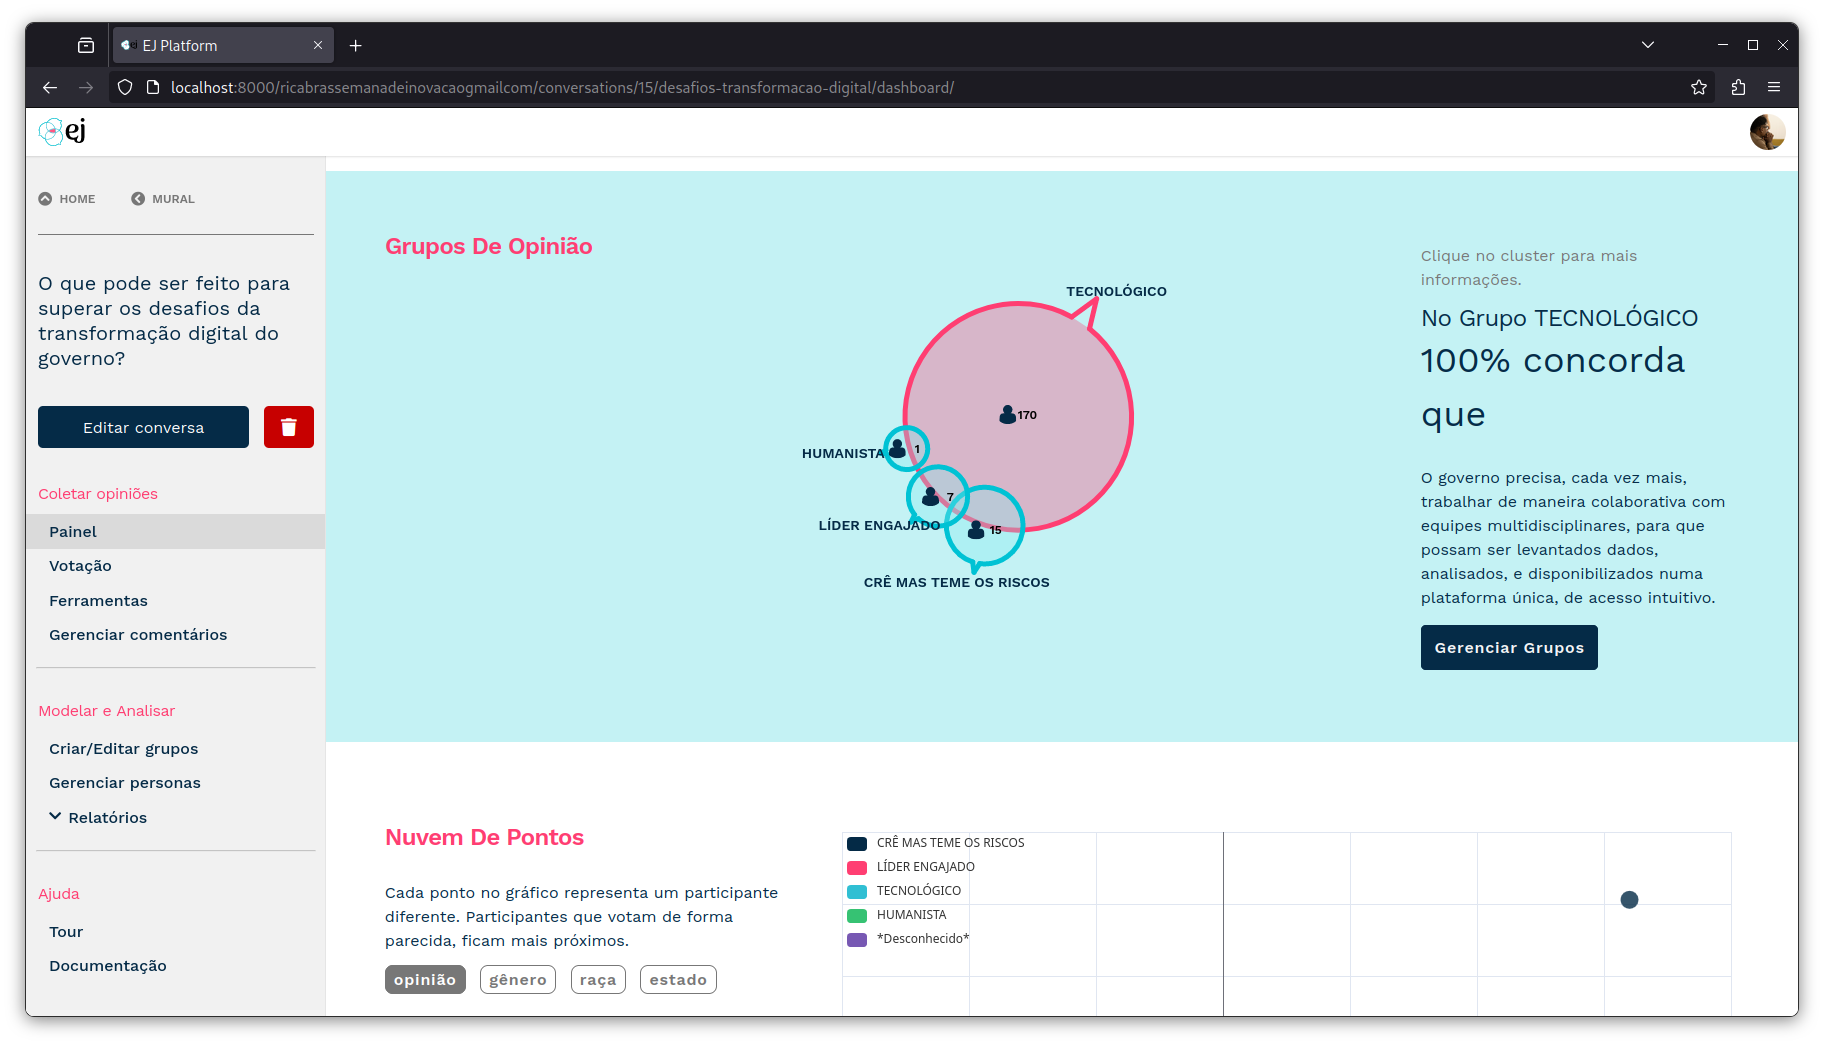 EJ Platform
localhost:8000/ricabrassemanadeinovacaogmailcom/conversations/15/desafios-transformacao-digital/dashboard/
ej
HOME
MURAL
O que pode ser feito para
superar os desafios da
transformação digital do
governo?
Editar conversa
Coletar opiniões
Painel
Votação
Ferramentas
Gerenciar comentários
Modelar e Analisar
Criar/Editar grupos
Gerenciar personas
Relatórios
Ajuda
Tour
Documentação
Grupos De Opinião
TECNOLÓGICO
170
HUMANISTA
1
7
LÍDER ENGAJADO
15
CRÊ MAS TEME OS RISCOS
Clique no cluster para mais
informações.
No Grupo TECNOLÓGICO
100% concorda
que
O governo precisa, cada vez mais,
trabalhar de maneira colaborativa com
equipes multidisciplinares, para que
possam ser levantados dados,
analisados, e disponibilizados numa
plataforma única, de acesso intuitivo.
Gerenciar Grupos
Nuvem De Pontos
Cada ponto no gráfico representa um participante
diferente. Participantes que votam de forma
parecida, ficam mais próximos.
opinião
gênero
raça
estado
CRÊ MAS TEME OS RISCOS
LÍDER ENGAJADO
TECNOLÓGICO
HUMANISTA
*Desconhecido*